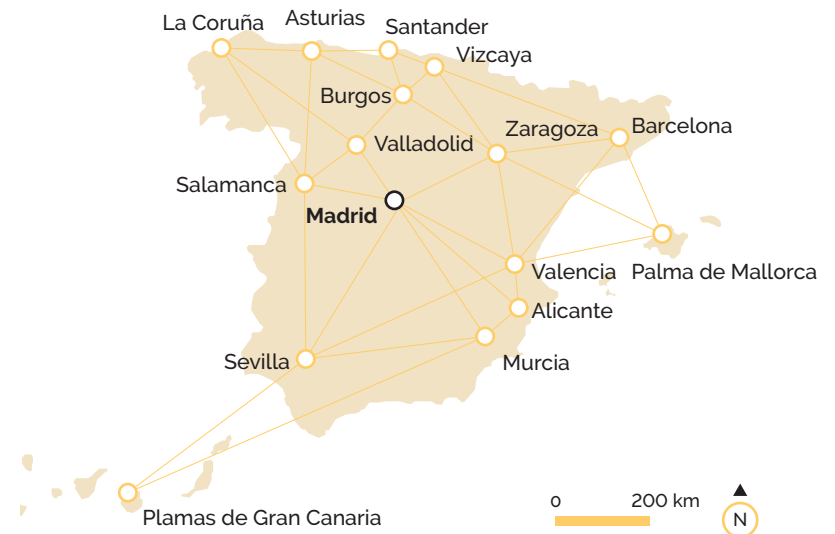 La Coruña
Asturias
Santander
Vizcaya
Burgos
Zaragoza
Barcelona
Valladolid
Salamanca
Madrid
Valencia
Palma de Mallorca
Alicante
Sevilla
Murcia
Plamas de Gran Canaria
0 200 km
N